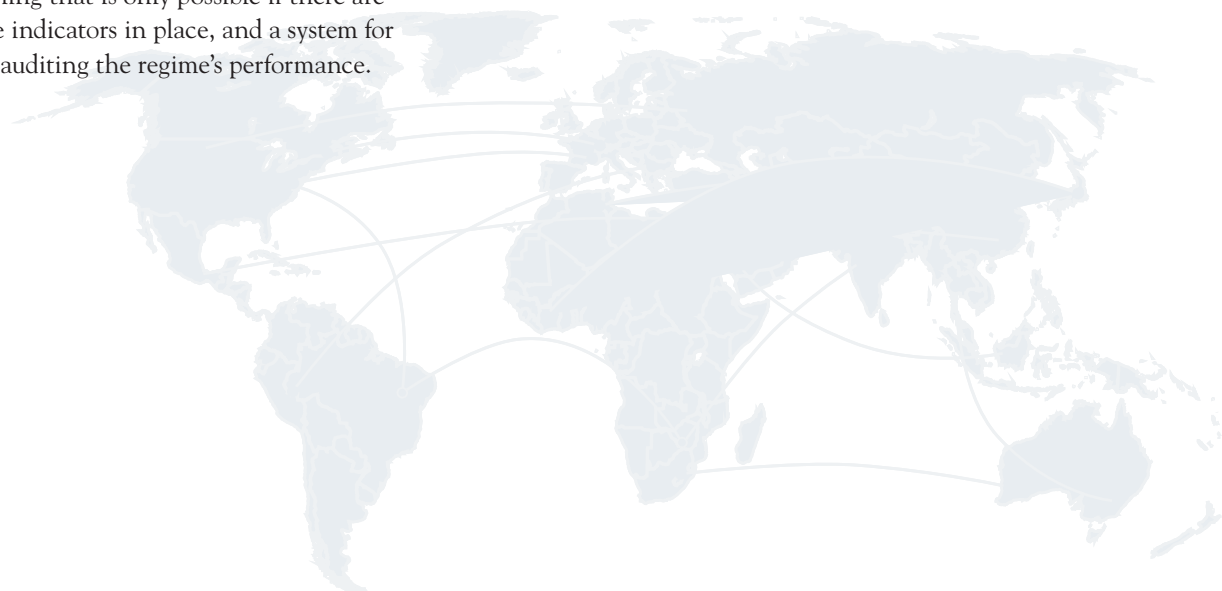 that is only possible if there are
indicators in place, and a system for
auditing the regime’s performance.